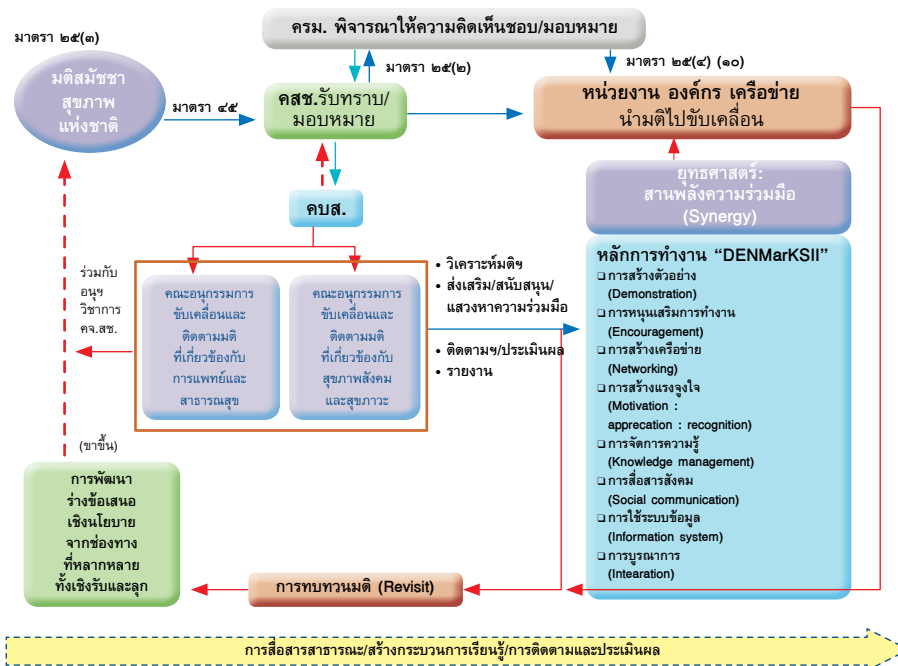 ครม. พิจารณาให้ความคิดเห็นชอบ/มอบหมาย
มาตรา ๒๕(๓)
มาตรา ๒๕(๒)
มาตรา ๒๕(๔) (๑๐)
มติสมัชชา
สุขภาพ
แห่งชาติ
มาตรา ๔๕
คสช.รับทราบ/
มอบหมาย
หน่วยงาน องค์กร เครือข่าย
นำมติไปขับเคลื่อน
คบส.
ยุทธศาสตร์:
สานพลังความร่วมมือ
(Synergy)
ร่วมกับ
อนุฯ
วิชาการ
คจ.สช.
คณะอนุกรรมการ
ขับเคลื่อนและ
ติดตามมติ
ที่เกี่ยวข้องกับ
การแพทย์และ
สาธารณสุข
คณะอนุกรรมการ
ขับเคลื่อนและ
ติดตามมติ
ที่เกี่ยวข้องกับ
สุขภาพสังคม
และสุขภาวะ
• วิเคราะห์มติฯ
• ส่งเสริม/สนับสนุน/
แสวงหาความร่วมมือ
• ติดตามฯ/ประเมินผล
• รายงาน
หลักการทำงาน “DENMarKSII”
❑ การสร้างตัวอย่าง
(Demonstration)
❑ การหนุนเสริมการทำงาน
(Encouragement)
❑ การสร้างเครือข่าย
(Networking)
❑ การสร้างแรงจูงใจ
(Motivation :
apprecation : recognition)
❑ การจัดการความรู้
(Knowledge management)
❑ การสื่อสารสังคม
(Social communication)
❑ การใช้ระบบข้อมูล
(Information system)
❑ การบูรณาการ
(Intearation)
(ขาขึ้น)
การพัฒนา
ร่างข้อเสนอ
เชิงนโยบาย
จากช่องทาง
ที่หลากหลาย
ทั้งเชิงรับและลุก
การทบทวนมติ (Revisit)
การสื่อสารสาธารณะ/สร้างกระบวนการเรียนรู้/การติดตามและประเมินผล